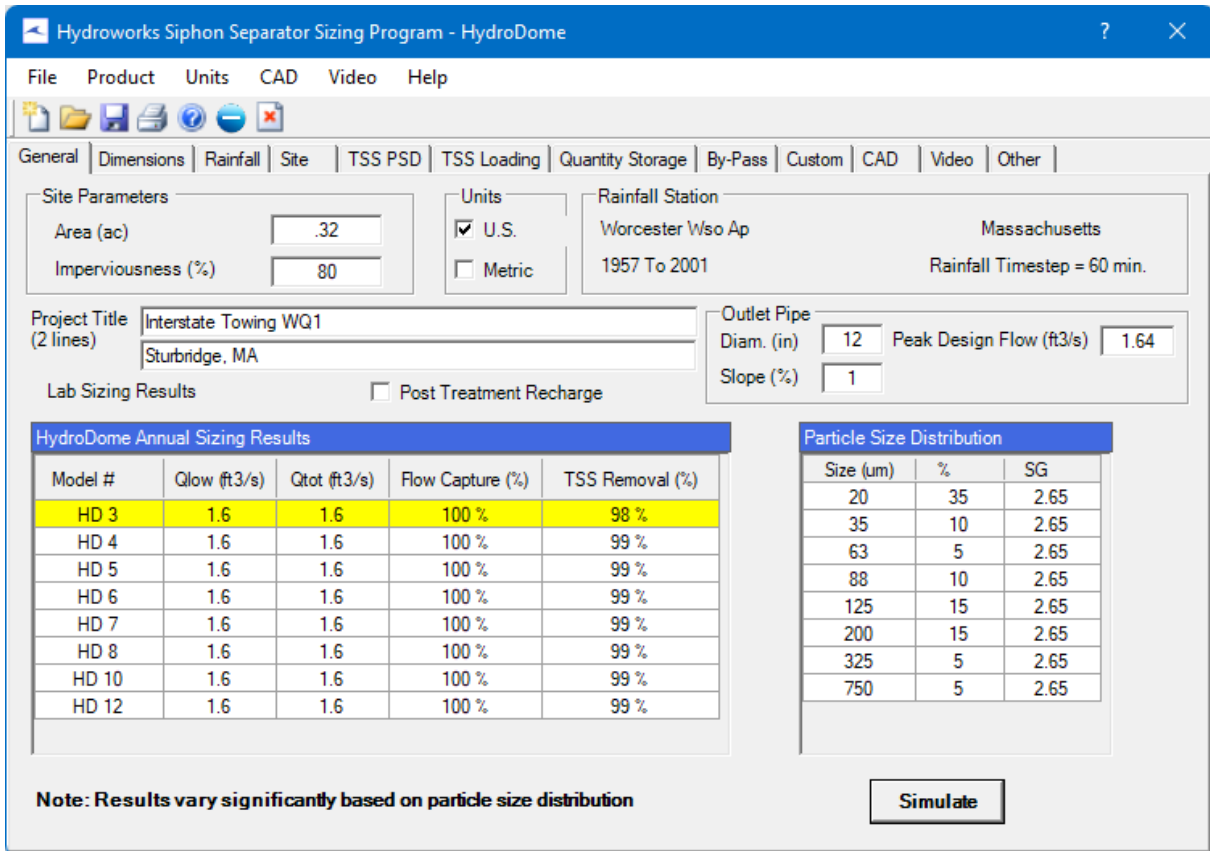 Hydroworks Siphon Separator Sizing Program - HydroDome ?
File Product Units CAD Video Help
General Dimensions Rainfall Site TSS PSD TSS Loading Quantity Storage By-Pass Custom CAD Video Other
Site Parameters
Area (ac) .32
Imperviousness (%) 80
Units
U.S.
Metric
Rainfall Station
Worcester Wso Ap Massachusetts
1957 To 2001 Rainfall Timestep = 60 min.
Project Title
(2 lines)
Interstate Towing WQ1
Sturbridge, MA
Outlet Pipe
Diam. (in) 12 Peak Design Flow (ft3/s) 1.64
Slope (%) 1
Lab Sizing Results Post Treatment Recharge
HydroDome Annual Sizing Results
Model # Qlow (ft3/s) Qtot (ft3/s) Flow Capture (%) TSS Removal (%)
HD 3 1.6 1.6 100 % 98 %
HD 4 1.6 1.6 100 % 99 %
HD 5 1.6 1.6 100 % 99 %
HD 6 1.6 1.6 100 % 99 %
HD 7 1.6 1.6 100 % 99 %
HD 8 1.6 1.6 100 % 99 %
HD 10 1.6 1.6 100 % 99 %
HD 12 1.6 1.6 100 % 99 %
Particle Size Distribution
Size (um) % SG
20 35 2.65
35 10 2.65
63 5 2.65
88 10 2.65
125 15 2.65
200 15 2.65
325 5 2.65
750 5 2.65
Note: Results vary significantly based on particle size distribution
Simulate